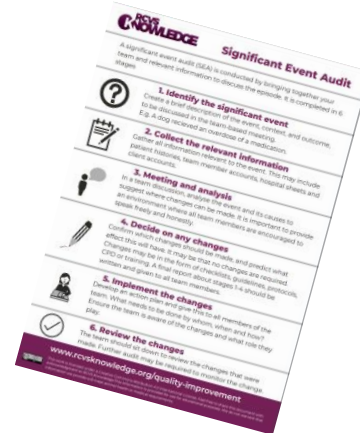 RCVS
KNOWLEDGE
Significant Event Audit
A significant event audit (SEA) is conducted by bringing together your
team and relevant information to discuss the episode. It is completed in 6
stages
1. Identify the significant event
Create a brief description of the event, context, and outcome,
to be discussed in the team-based meeting.
E.g. A dog recieved an overdose of a medication.
2. Collect the relevant information
Gather all information relevant to the event. This may include
patient histories, team member accounts, hospital sheets and
client accounts.
3. Meeting and analysis
In a team discussion, analyse the event and its causes to
suggest where changes can be made. It is important to provide
an environment where all team members are encouraged to
speak freely and honestly.
4. Decide on any changes
Confirm which changes should be made, and predict what
effect this will have. It may be that no changes are required.
Changes may be in the form of checklists, guidelines, protocols,
CPD or training. A final report about stages 1-4 should be
written and given to all team members.
5. Implement the changes
Develop an action plan and give this to all members of the
team. What needs to be done by whom, when and how?
Ensure the team is aware of the changes and what role they
play.
6. Review the changes
The team should sit down to review the changes that were
made. Further audit may be required to monitor the change.
www.rcvsknowledge.org/quality-improvement